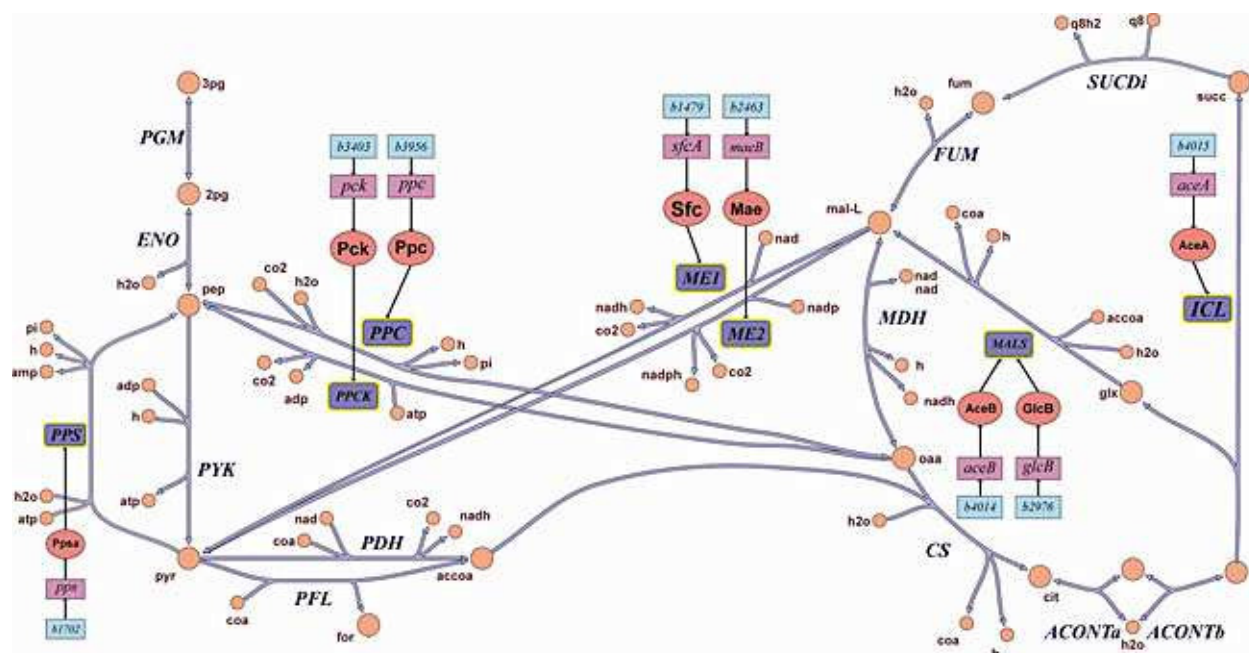 3pg
PGM
2pg
ENO
h2o
pep
pi
h
amp
adp
h
PPS
PYK
h2o
atp
atp
Ppsa
pps
b1702
pyr
b3403
b3956
pck
ppc
Pck
Ppc
co2
h2o
PPC
h
pi
co2
adp
PPCK
atp
nad
coa
PDH
co2
nadh
accoa
PFL
coa
for
b1479
b2463
sfcA
maeB
Sfc
Mae
ME1
ME2
nad
nadp
nadh
co2
nadph
co2
mal-L
h2o
fum
FUM
q8h2
q8
SUCDi
succ
coa
h
nad
nad
MDH
h
nadh
MALS
accoa
h2o
glx
AceB
GlcB
aceB
glcB
b4014
b2976
b4015
aceA
AceA
ICL
oaa
h2o
CS
coa
cit
ACONTa
h2o
ACONTb